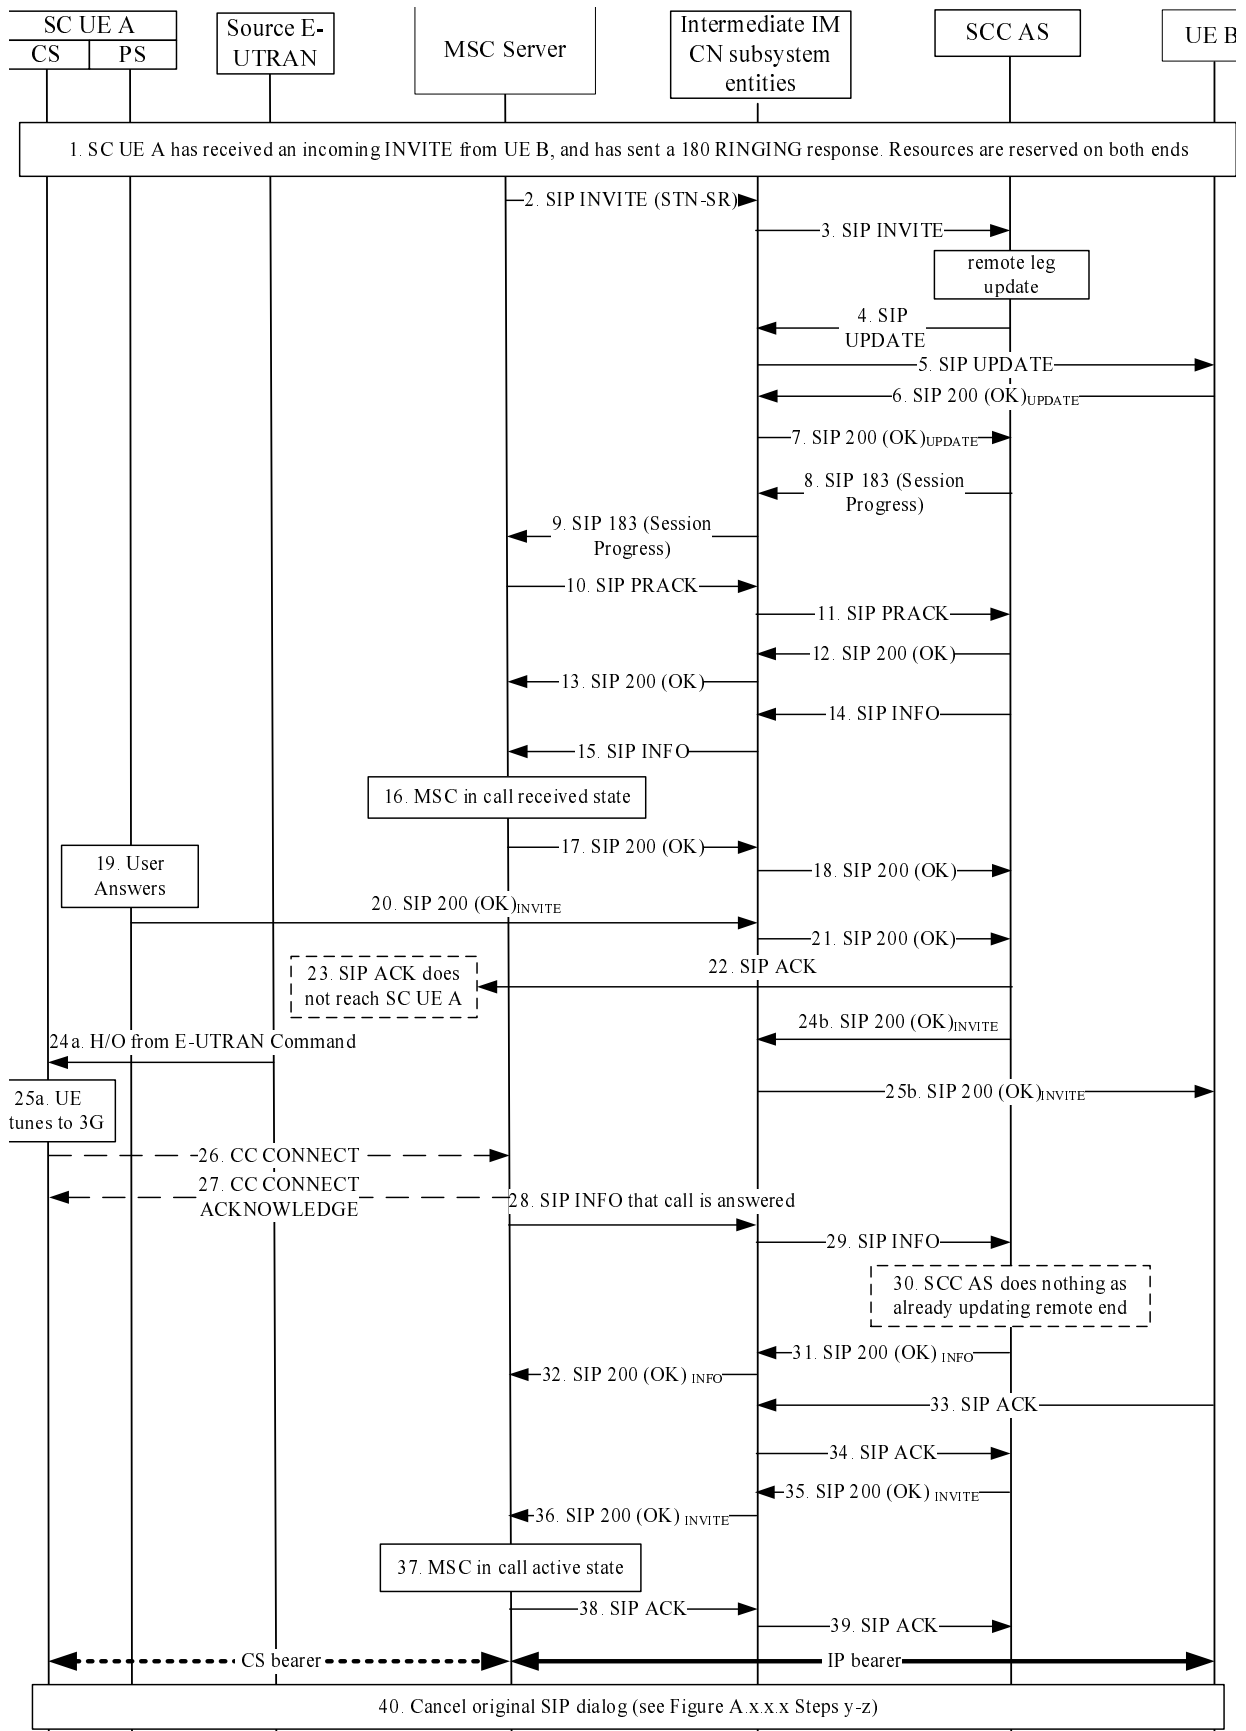 SC UE A
CS
PS
Source E-
UTRAN
MSC Server
Intermediate IM
CN subsystem
entities
SCC AS
UE B
1. SC UE A has received an incoming INVITE from UE B, and has sent a 180 RINGING response. Resources are reserved on both ends
2. SIP INVITE (STN-SR)
3. SIP INVITE
remote leg
update
4. SIP
UPDATE
5. SIP UPDATE
6. SIP 200 (OK)UPDATE
7. SIP 200 (OK)UPDATE
8. SIP 183 (Session
Progress)
9. SIP 183 (Session
Progress)
10. SIP PRACK
11. SIP PRACK
12. SIP 200 (OK)
13. SIP 200 (OK)
14. SIP INFO
15. SIP INFO
16. MSC in call received state
17. SIP 200 (OK)
18. SIP 200 (OK)
19. User
Answers
20. SIP 200 (OK)INVITE
21. SIP 200 (OK)
22. SIP ACK
23. SIP ACK does
not reach SC UE A
24b. SIP 200 (OK)INVITE
24a. H/O from E-UTRAN Command
25a. UE
tunes to 3G
25b. SIP 200 (OK)INVITE
26. CC CONNECT
27. CC CONNECT
ACKNOWLEDGE
28. SIP INFO that call is answered
29. SIP INFO
30. SCC AS does nothing as
already updating remote end
31. SIP 200 (OK) INFO
32. SIP 200 (OK) INFO
33. SIP ACK
34. SIP ACK
35. SIP 200 (OK) INVITE
36. SIP 200 (OK) INVITE
37. MSC in call active state
38. SIP ACK
39. SIP ACK
CS bearer
IP bearer
40. Cancel original SIP dialog (see Figure A.x.x.x Steps y-z)